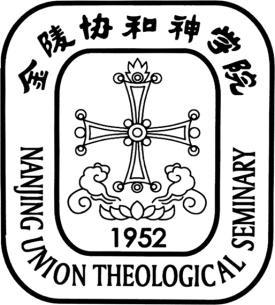 金陵协和神学院
1952
NANJING UNION THEOLOGICAL SEMINARY